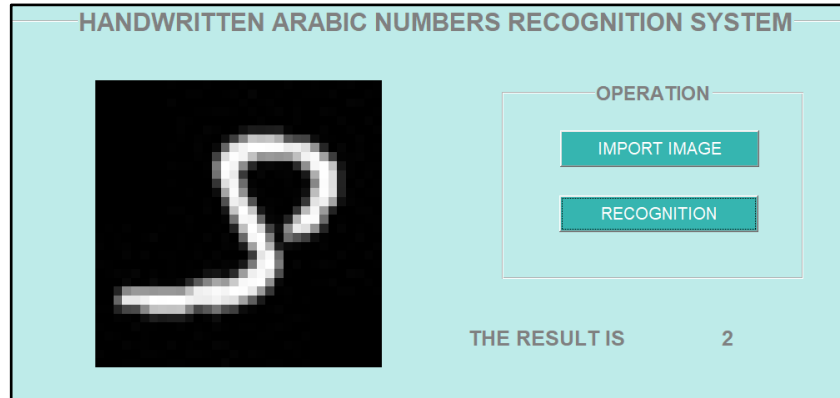 HANDWRITTEN ARABIC NUMBERS RECOGNITION SYSTEM
OPERATION
IMPORT IMAGE
RECOGNITION
THE RESULT IS 2